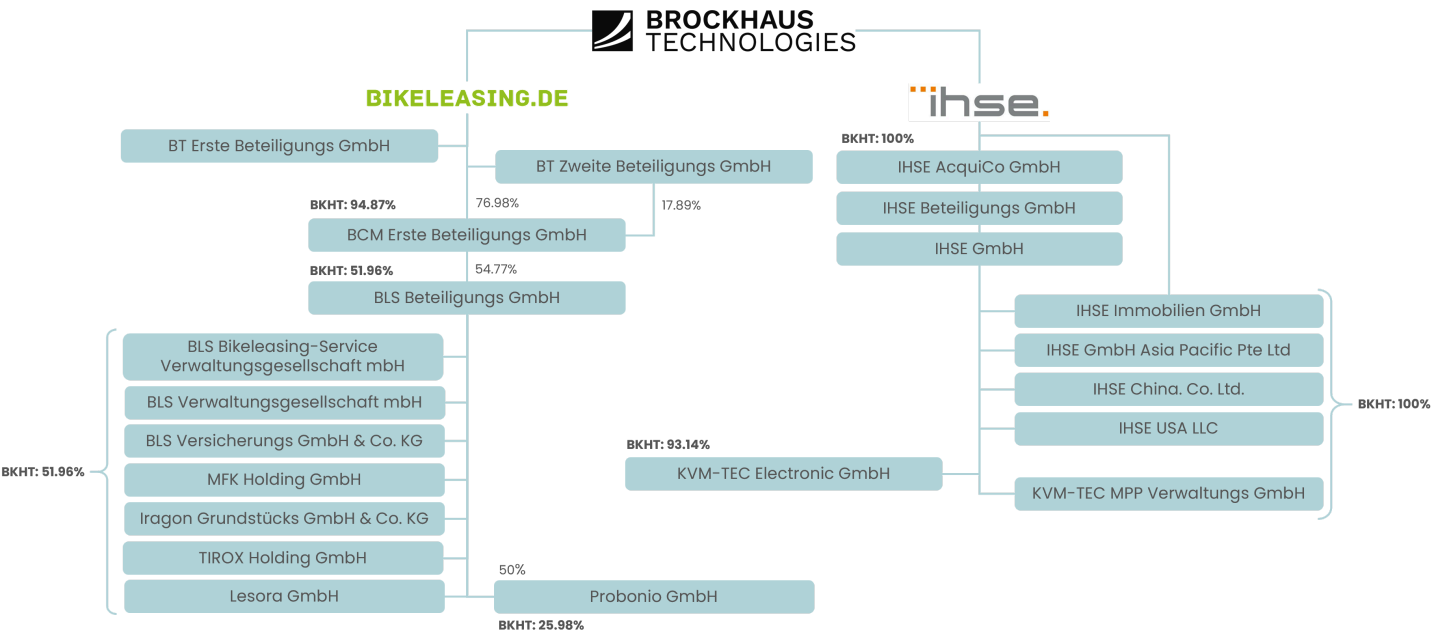 BROCKHAUS
TECHNOLOGIES
BIKELEASING.DE
BT Erste Beteiligungs GmbH
BT Zweite Beteiligungs GmbH
BKHT: 94.87%
76.98%
17.89%
BCM Erste Beteiligungs GmbH
BKHT: 51.96%
54.77%
BLS Beteiligungs GmbH
BKHT: 51.96%
BLS Bikeleasing-Service
Verwaltungsgesellschaft mbH
BLS Verwaltungsgesellschaft mbH
BLS Versicherungs GmbH & Co. KG
MFK Holding GmbH
Iragon Grundstücks GmbH & Co. KG
TIROX Holding GmbH
Lesora GmbH
50%
Probonio GmbH
BKHT: 25.98%
ihse.
BKHT: 100%
IHSE AcquiCo GmbH
IHSE Beteiligungs GmbH
IHSE GmbH
IHSE Immobilien GmbH
IHSE GmbH Asia Pacific Pte Ltd
IHSE China. Co. Ltd.
IHSE USA LLC
BKHT: 93.14%
KVM-TEC Electronic GmbH
KVM-TEC MPP Verwaltungs GmbH
BKHT: 100%